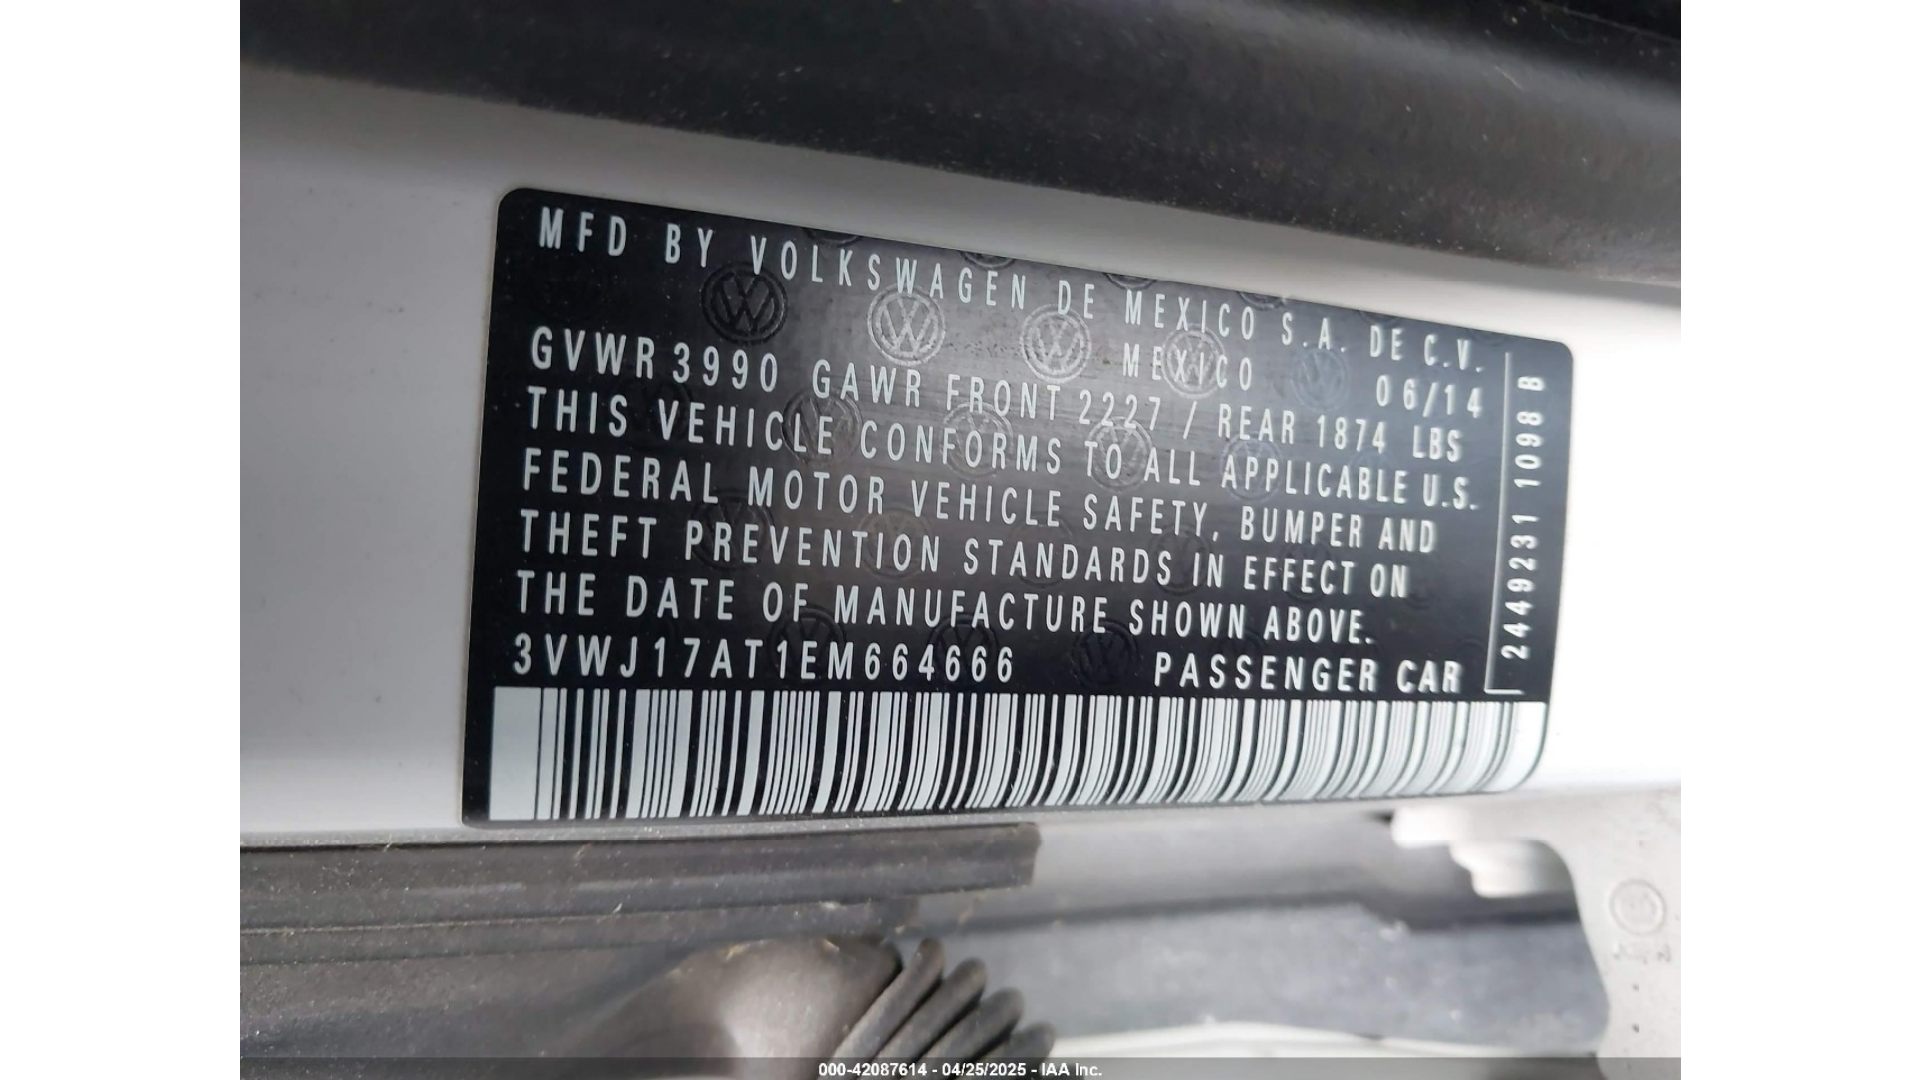 MFD BY VOLKSWAGEN DE MEXICO S.A. DE C.V.
MEXICO 06/14
GVWR 3990 GAWR FRONT 2227 / REAR 1874 LBS
THIS VEHICLE CONFORMS TO ALL APPLICABLE U.S.
FEDERAL MOTOR VEHICLE SAFETY, BUMPER AND
THEFT PREVENTION STANDARDS IN EFFECT ON
THE DATE OF MANUFACTURE SHOWN ABOVE.
3VWJ17AT1EM664666 PASSENGER CAR
2449231 1098 B
000-42087614 - 04/25/2025 - IAA Inc.